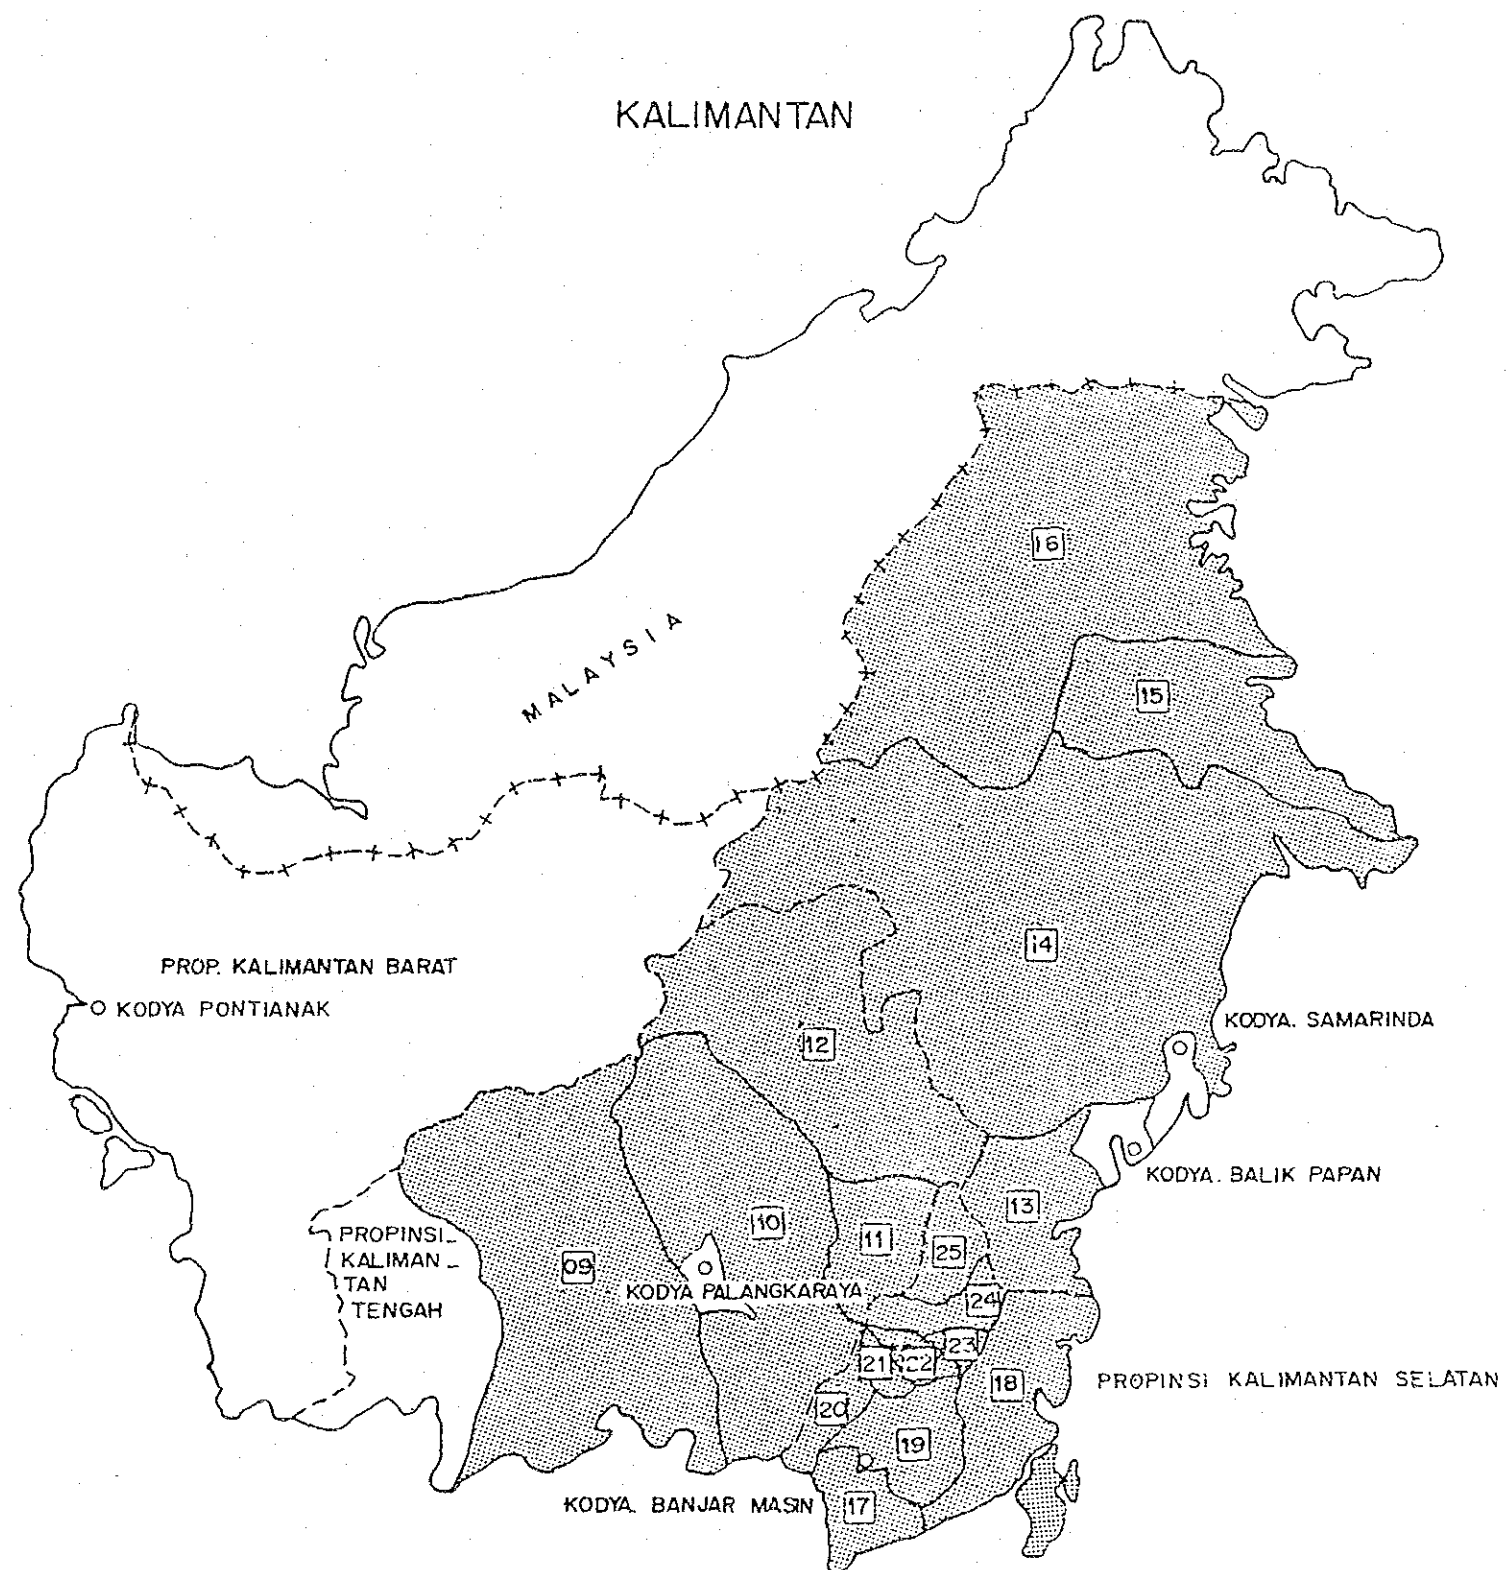 KALIMANTAN
16
MALAYSIA
15
14
PROP. KALIMANTAN BARAT
KODYA PONTIANAK
KODYA. SAMARINDA
12
KODYA. BALIK PAPAN
13
10
11
PROPINSI_
KALIMAN_
TAN
TENGAH
09
25
KODYA PALANGKARAYA
24
23
21
22
18
PROPINSI KALIMANTAN SELATAN
20
19
KODYA. BANJAR MASIN
17